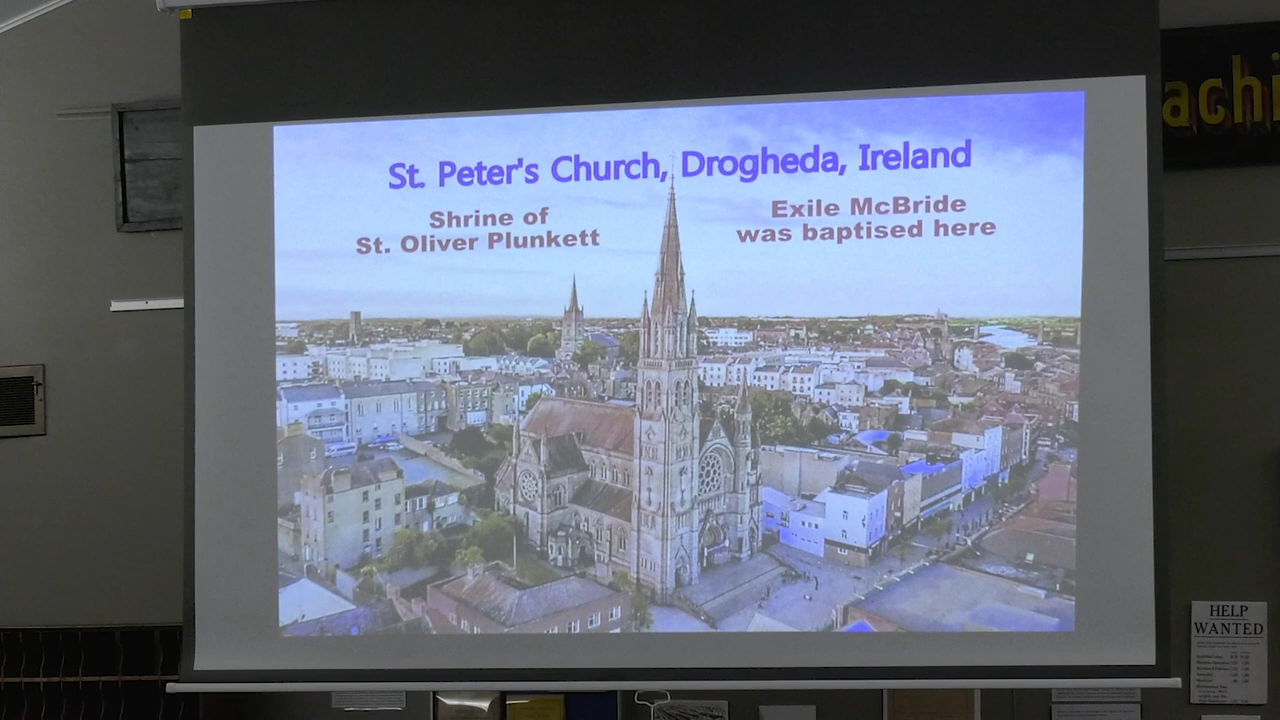 St. Peter's Church, Drogheda, Ireland
Shrine of
St. Oliver Plunkett
Exile McBride
was baptised here
achi
HELP
WANTED